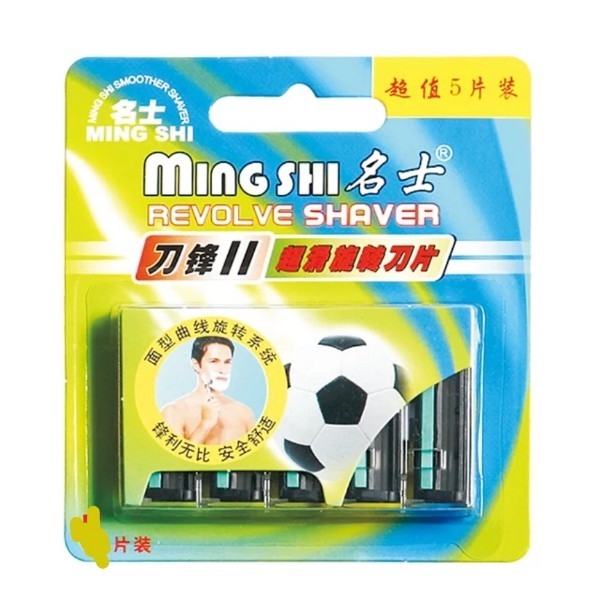 超值5片装
MING SHI SMOOTHER SHAVER
名士
MING SHI
MING SHI 名士®
REVOLVE SHAVER
刀锋II 超滑旋转刀片
面型曲线旋转系统
锋利无比 安全舒适
片装